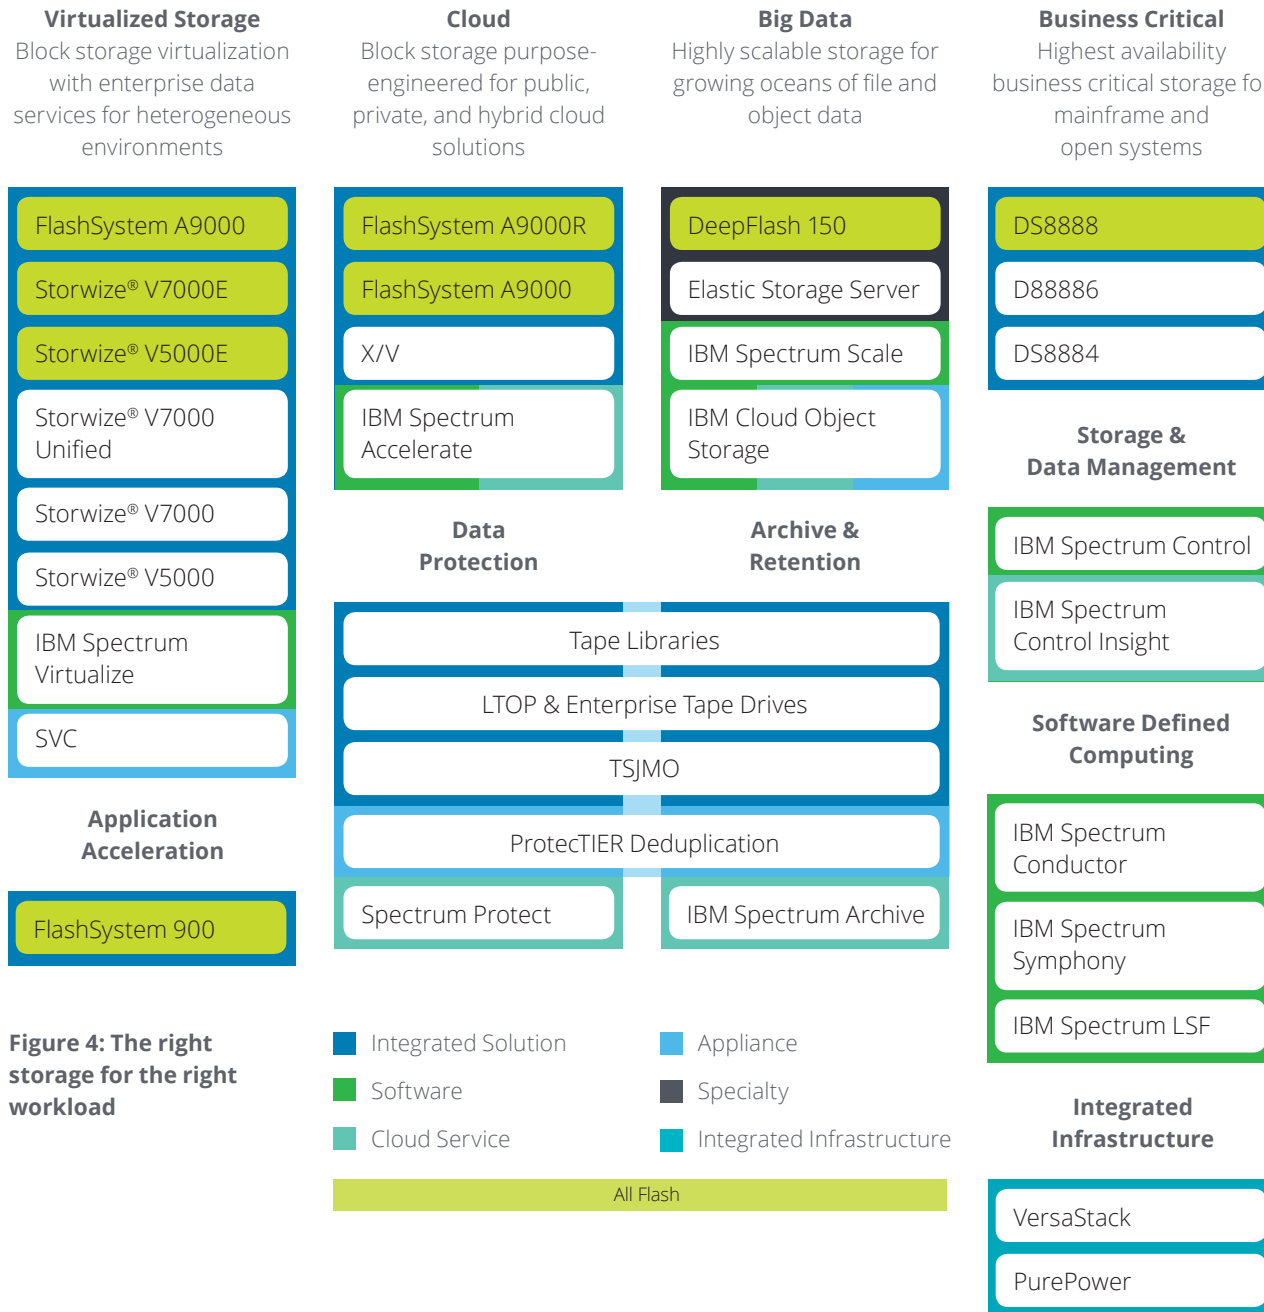 Virtualized Storage
Block storage virtualization
with enterprise data
services for heterogeneous
environments
FlashSystem A9000
Storwize® V7000E
Storwize® V5000E
Storwize® V7000
Unified
Storwize® V7000
Storwize® V5000
IBM Spectrum
Virtualize
SVC
Application
Acceleration
FlashSystem 900
Cloud
Block storage purpose-
engineered for public,
private, and hybrid cloud
solutions
FlashSystem A9000R
FlashSystem A9000
X/V
IBM Spectrum
Accelerate
Big Data
Highly scalable storage for
growing oceans of file and
object data
DeepFlash 150
Elastic Storage Server
IBM Spectrum Scale
IBM Cloud Object
Storage
Data
Protection
Archive &
Retention
Tape Libraries
LTOP & Enterprise Tape Drives
TSJMO
ProtecTIER Deduplication
Spectrum Protect
IBM Spectrum Archive
Business Critical
Highest availability
business critical storage fo
mainframe and
open systems
DS8888
D88886
DS8884
Storage &
Data Management
IBM Spectrum Control
IBM Spectrum
Control Insight
Software Defined
Computing
IBM Spectrum
Conductor
IBM Spectrum
Symphony
IBM Spectrum LSF
Integrated
Infrastructure
VersaStack
PurePower
Figure 4: The right
storage for the right
workload
Integrated Solution
Software
Cloud Service
Appliance
Specialty
Integrated Infrastructure
All Flash